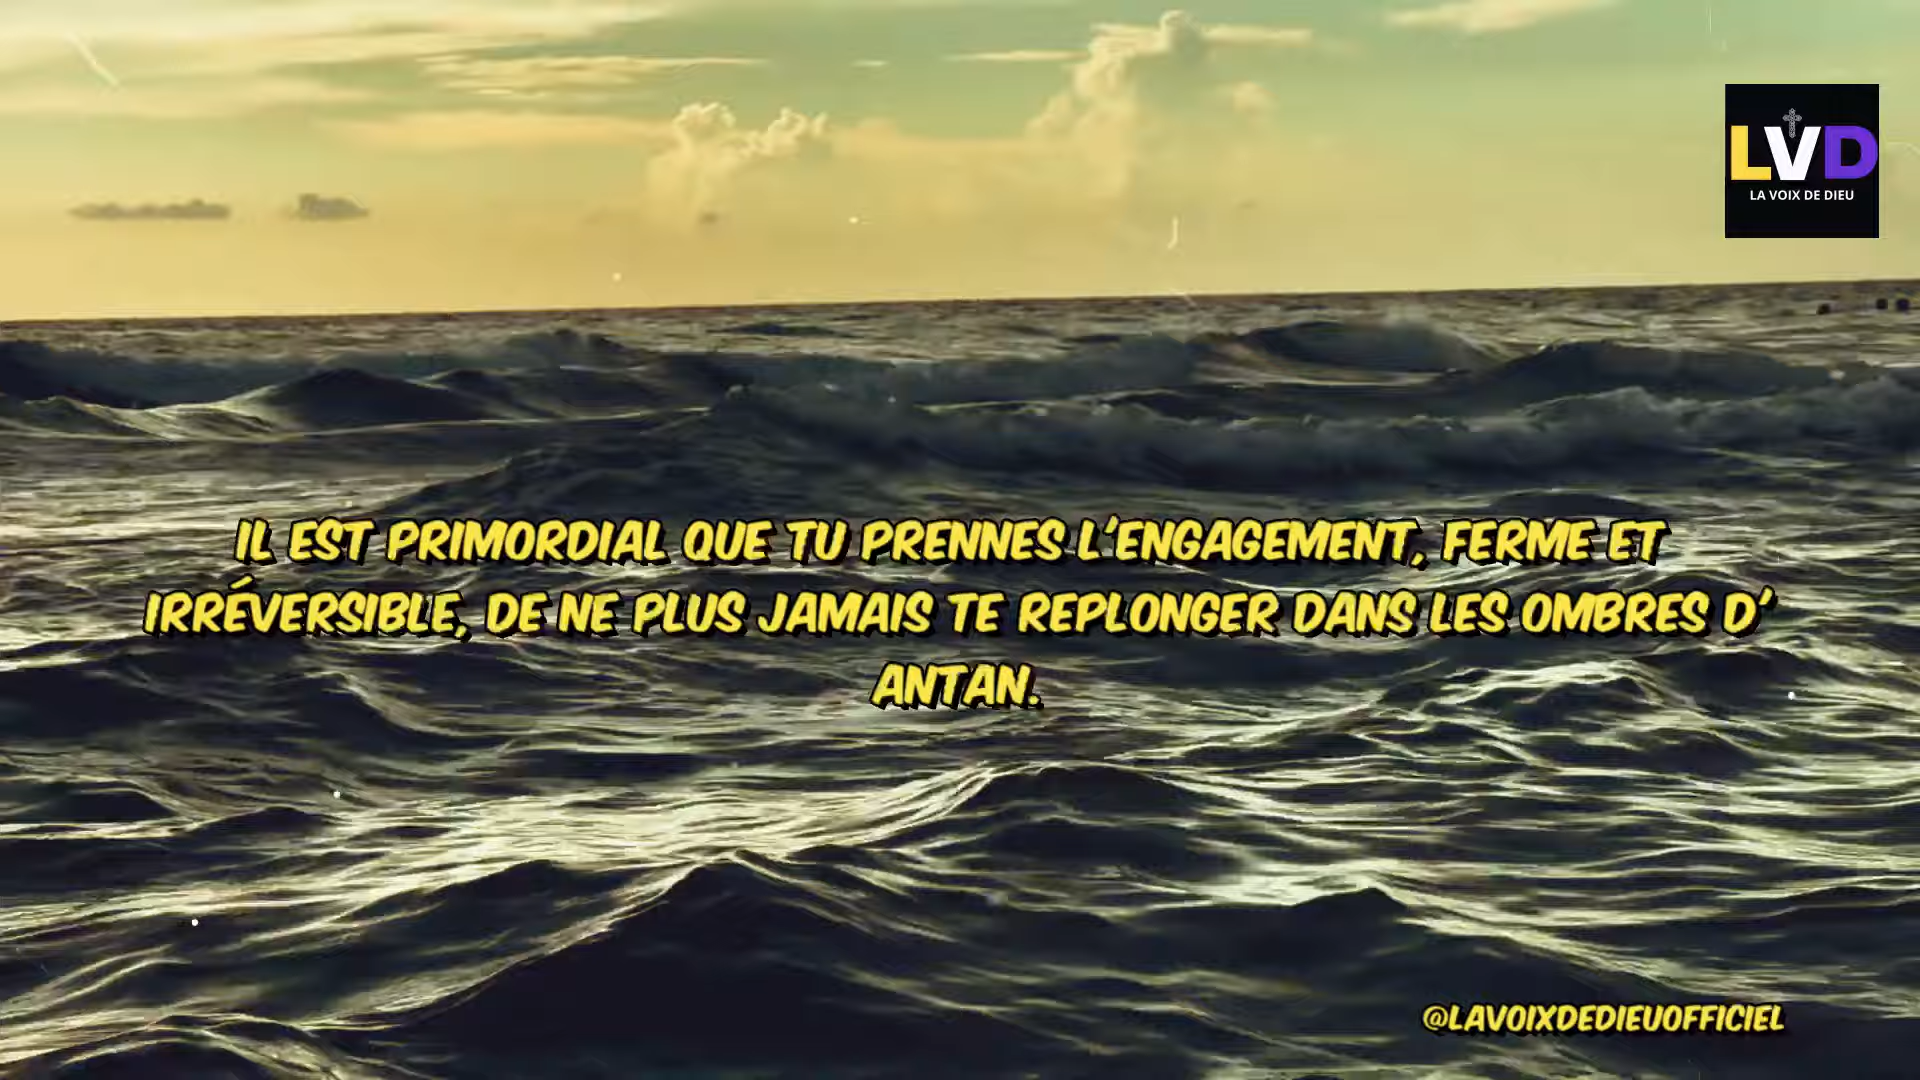 LVD
LA VOIX DE DIEU
IL EST PRIMORDIAL QUE TU PRENNES L'ENGAGEMENT, FERME ET
IRRÉVERSIBLE, DE NE PLUS JAMAIS TE REPLONGER DANS LES OMBRES D'
ANTAN.
@LAVOIXDEDIEUOFFICIEL